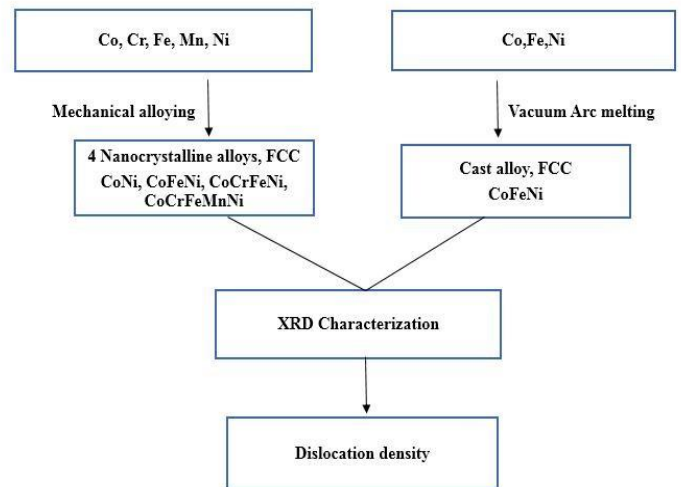 Co, Cr, Fe, Mn, Ni
Co,Fe,Ni
Mechanical alloying
Vacuum Arc melting
4 Nanocrystalline alloys, FCC
CoNi, CoFeNi, CoCrFeNi,
CoCrFeMnNi
Cast alloy, FCC
CoFeNi
XRD Characterization
Dislocation density